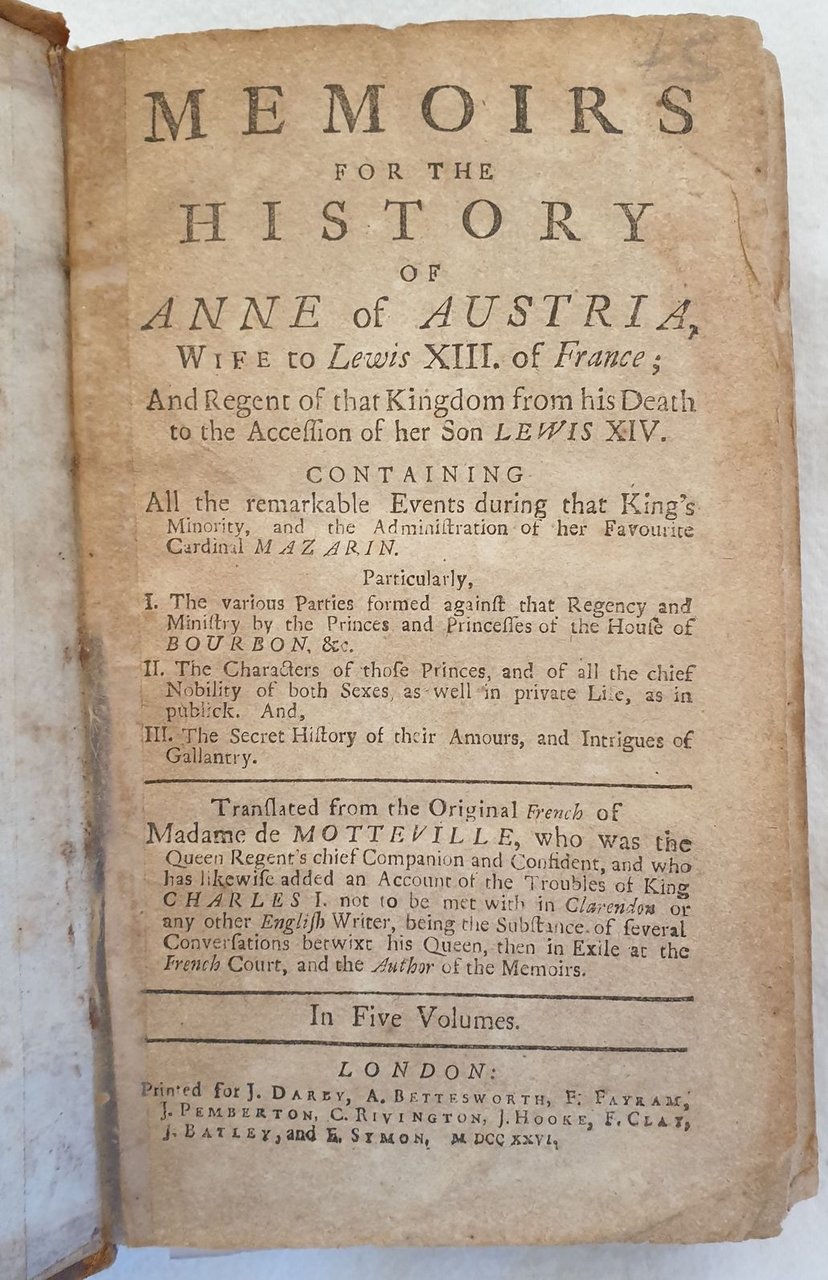 MEMOIRS
FOR THE
HISTORY
OF
ANNE of AUSTRIA,
WIFE to Lewis XIII. of France;
And Regent of that Kingdom from his Death
to the Acceſſion of her Son LEWIS XIV.
CONTAINING
All the remarkable Events during that King's
Minority, and the Adminiſtration of her Favourite
Cardinal MAZARIN.
Particularly,
I. The various Parties formed againſt that Regency and
Miniſtry by the Princes and Princeſſes of the Houſe of
BOURBON, &c.
II. The Characters of thoſe Princes, and of all the chief
Nobility of both Sexes, as well in private Life, as in
publick. And,
III. The Secret Hiſtory of their Amours, and Intrigues of
Gallantry.
Tranſlated from the Original French of
Madame de MOTTEVILLE, who was the
Queen Regent's chief Companion and Confident, and who
has likewiſe added an Account of the Troubles of King
CHARLES I. not to be met with in Clarendon or
any other Engliſh Writer, being the Subſtance of ſeveral
Converſations betwixt his Queen, then in Exile at the
French Court, and the Author of the Memoirs.
In Five Volumes.
LONDON:
Printed for J. DARBY, A. BETTESWORTH, F. FAYRAM,
J. PEMBERTON, C. RIVINGTON, J. HOOKE, F. CLAY,
J. BATLEY, and E. SYMON, M DCC XXVI.